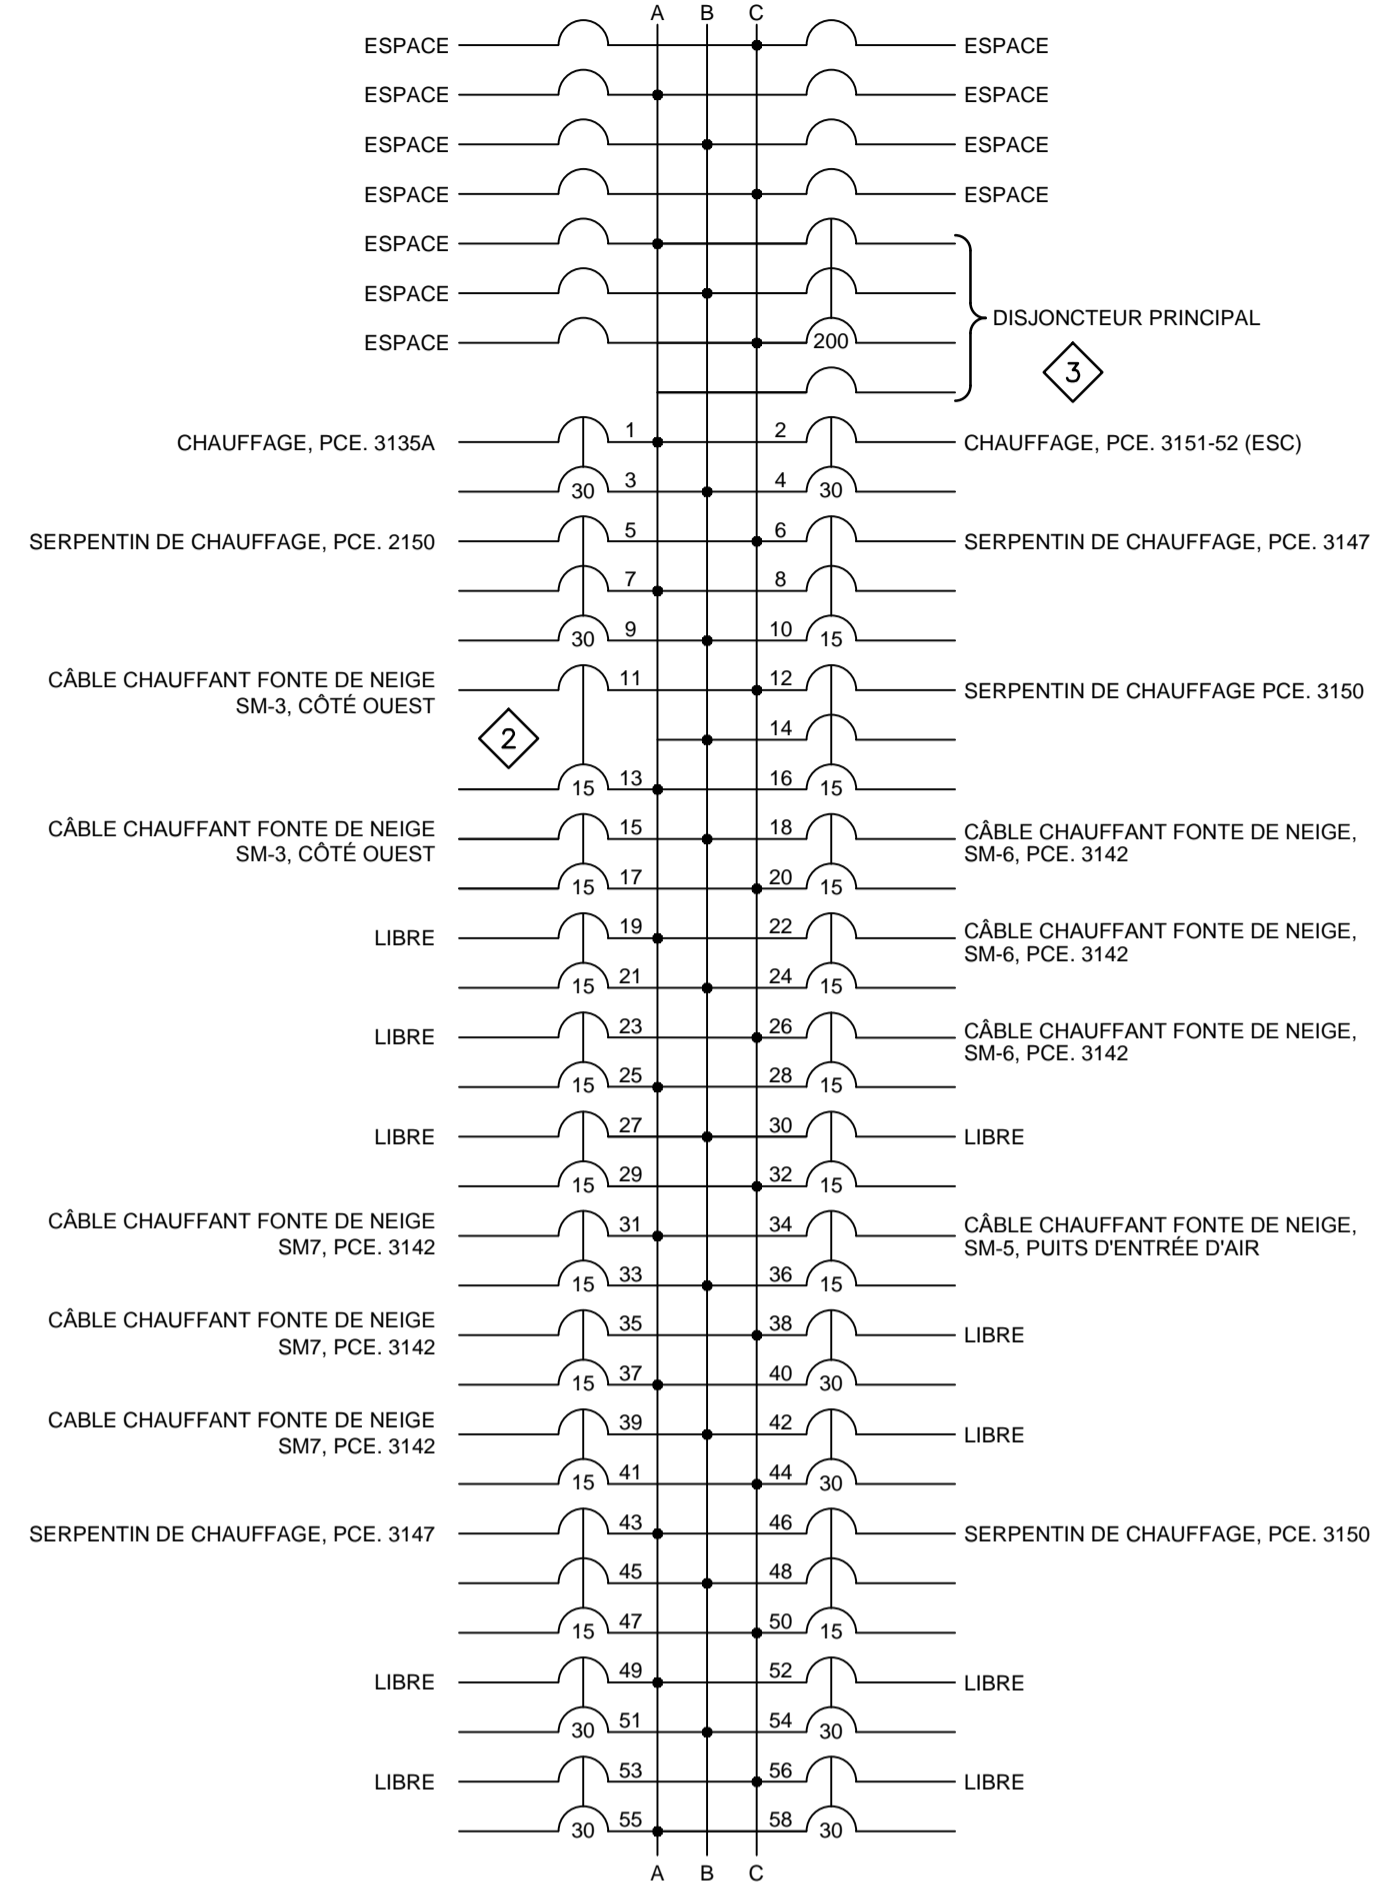 A B C
ESPACE ESPACE
ESPACE ESPACE
ESPACE ESPACE
ESPACE ESPACE
ESPACE
ESPACE
DISJONCTEUR PRINCIPAL
ESPACE 200
3
CHAUFFAGE, PCE. 3135A 1 2 CHAUFFAGE, PCE. 3151-52 (ESC)
30 3 4 30
SERPENTIN DE CHAUFFAGE, PCE. 2150 5 6 SERPENTIN DE CHAUFFAGE, PCE. 3147
7 8
30 9 10 15
CÂBLE CHAUFFANT FONTE DE NEIGE 11 12 SERPENTIN DE CHAUFFAGE PCE. 3150
SM-3, CÔTÉ OUEST
2 14
15 13 16 15
CÂBLE CHAUFFANT FONTE DE NEIGE 15 18 CÂBLE CHAUFFANT FONTE DE NEIGE,
SM-3, CÔTÉ OUEST SM-6, PCE. 3142
15 17 20 15
LIBRE 19 22 CÂBLE CHAUFFANT FONTE DE NEIGE,
SM-6, PCE. 3142
15 21 24 15
LIBRE 23 26 CÂBLE CHAUFFANT FONTE DE NEIGE,
SM-6, PCE. 3142
15 25 28 15
LIBRE 27 30 LIBRE
15 29 32 15
CÂBLE CHAUFFANT FONTE DE NEIGE 31 34 CÂBLE CHAUFFANT FONTE DE NEIGE,
SM7, PCE. 3142 SM-5, PUITS D'ENTRÉE D'AIR
15 33 36 15
CÂBLE CHAUFFANT FONTE DE NEIGE 35 38 LIBRE
SM7, PCE. 3142
15 37 40 30
CABLE CHAUFFANT FONTE DE NEIGE 39 42 LIBRE
SM7, PCE. 3142
15 41 44 30
SERPENTIN DE CHAUFFAGE, PCE. 3147 43 46 SERPENTIN DE CHAUFFAGE, PCE. 3150
45 48
15 47 50 15
LIBRE 49 52 LIBRE
30 51 54 30
LIBRE 53 56 LIBRE
30 55 58 30
A B C